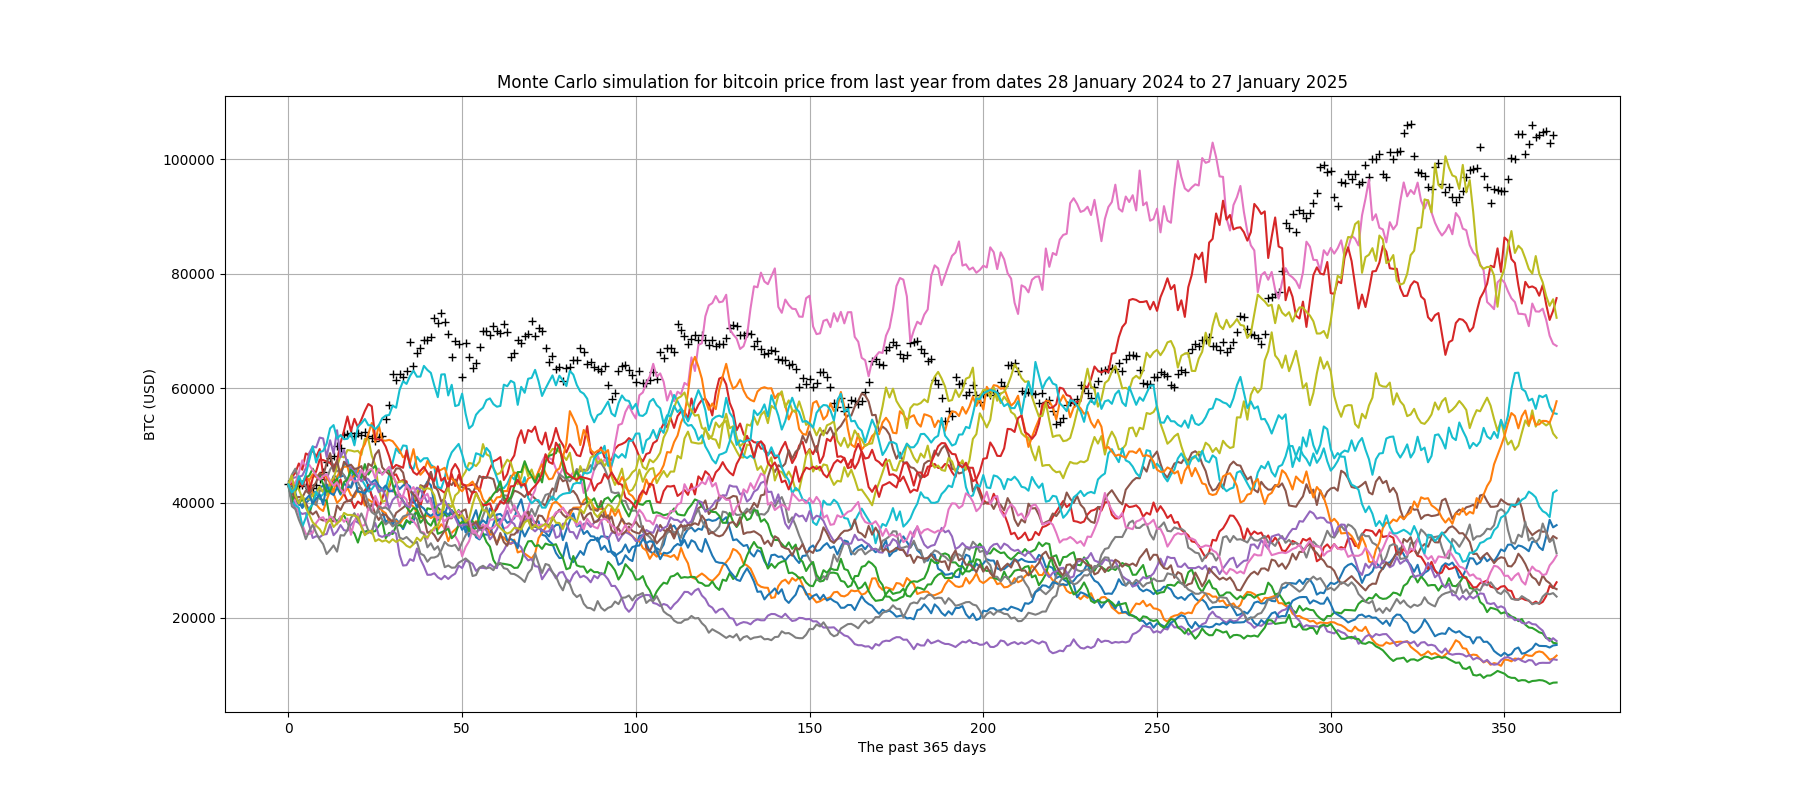 Monte Carlo simulation for bitcoin price from last year from dates 28 January 2024 to 27 January 2025
BTC (USD)
100000
80000
60000
40000
20000
0 50 100 150 200 250 300 350
The past 365 days